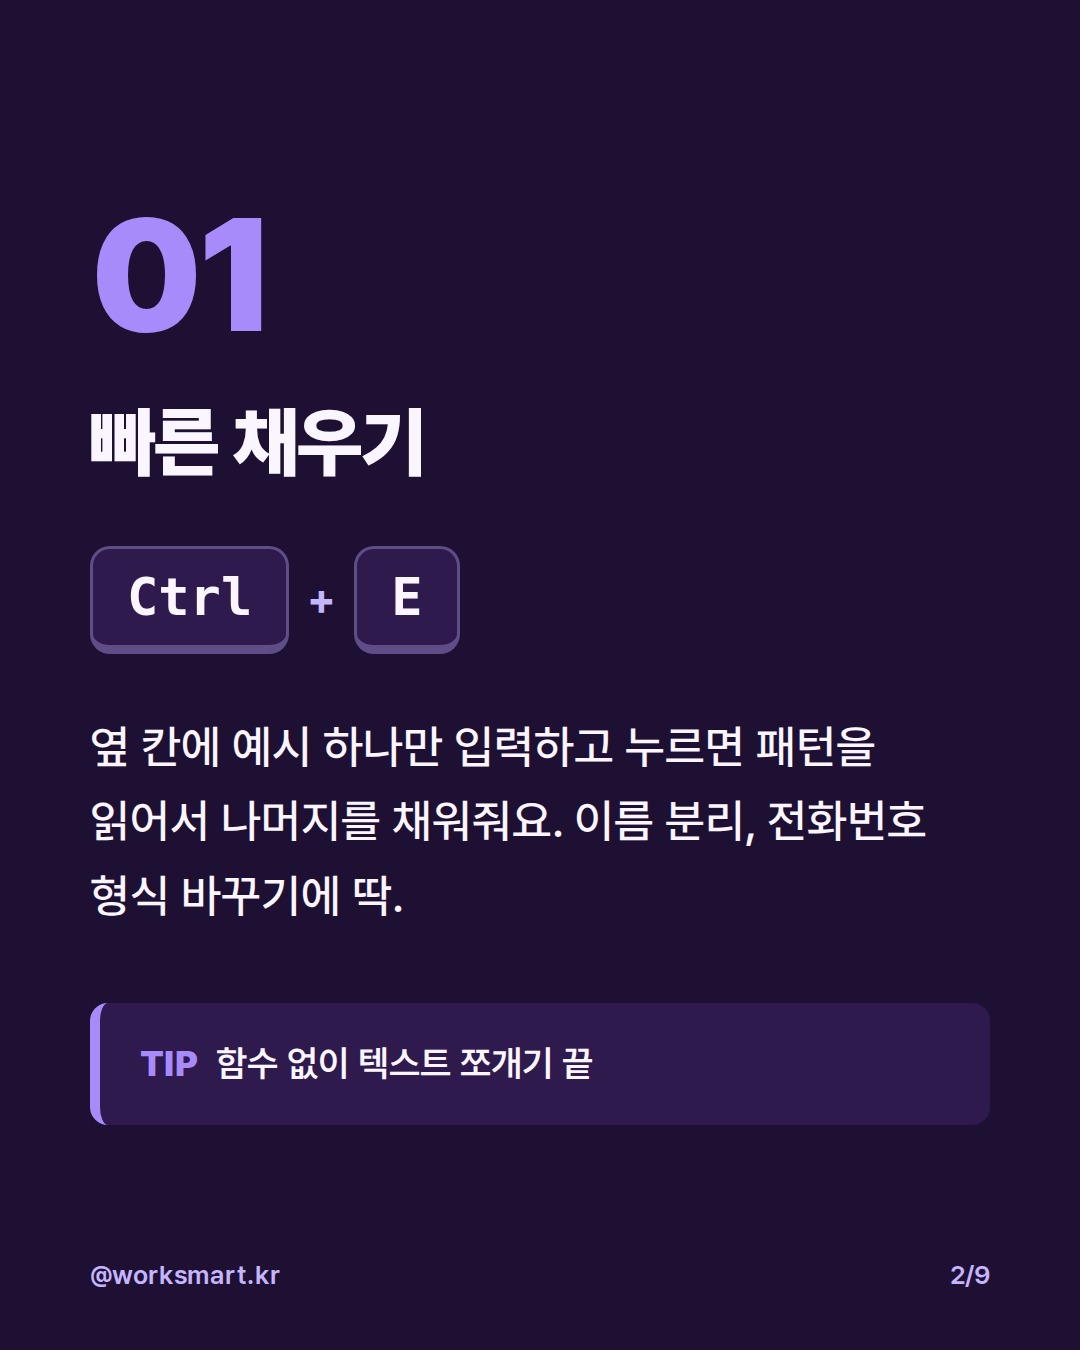 01
빠른 채우기
Ctrl + E
옆 칸에 예시 하나만 입력하고 누르면 패턴을
읽어서 나머지를 채워줘요. 이름 분리, 전화번호
형식 바꾸기에 딱.
TIP 함수 없이 텍스트 쪼개기 끝
@worksmart.kr 2/9